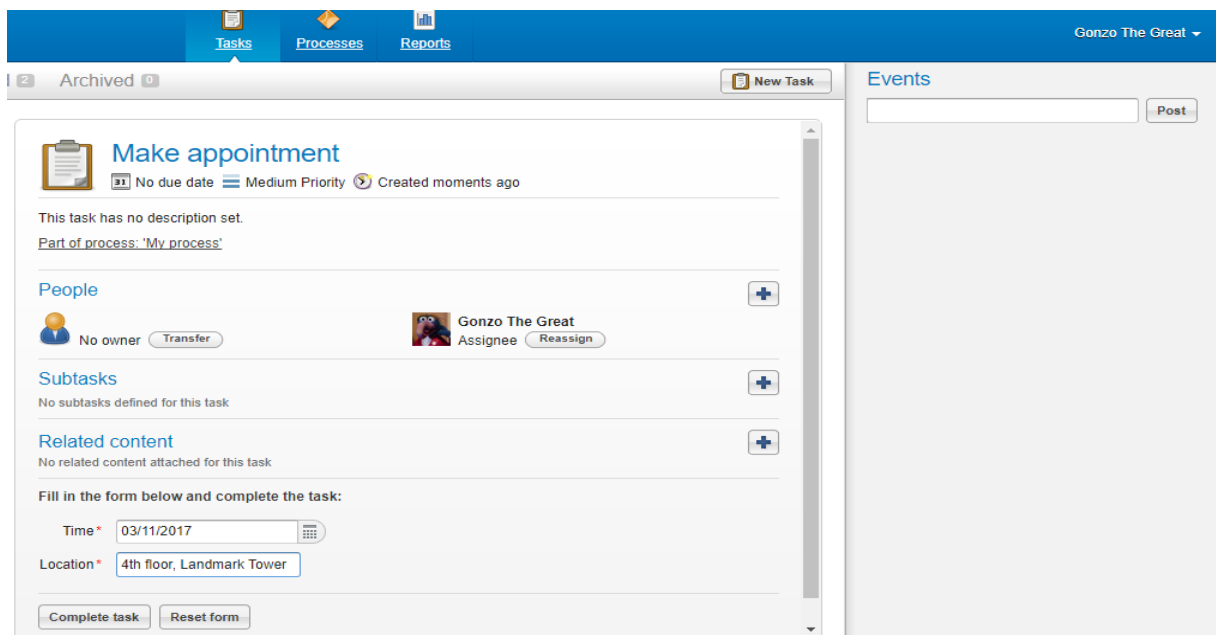 Tasks Processes Reports
Gonzo The Great
2 Archived 0
New Task
Events
Post
Make appointment
31 No due date Medium Priority Created moments ago
This task has no description set.
Part of process: 'My process'
People
No owner Transfer
Gonzo The Great
Assignee Reassign
Subtasks
No subtasks defined for this task
Related content
No related content attached for this task
Fill in the form below and complete the task:
Time* 03/11/2017
Location* 4th floor, Landmark Tower
Complete task Reset form